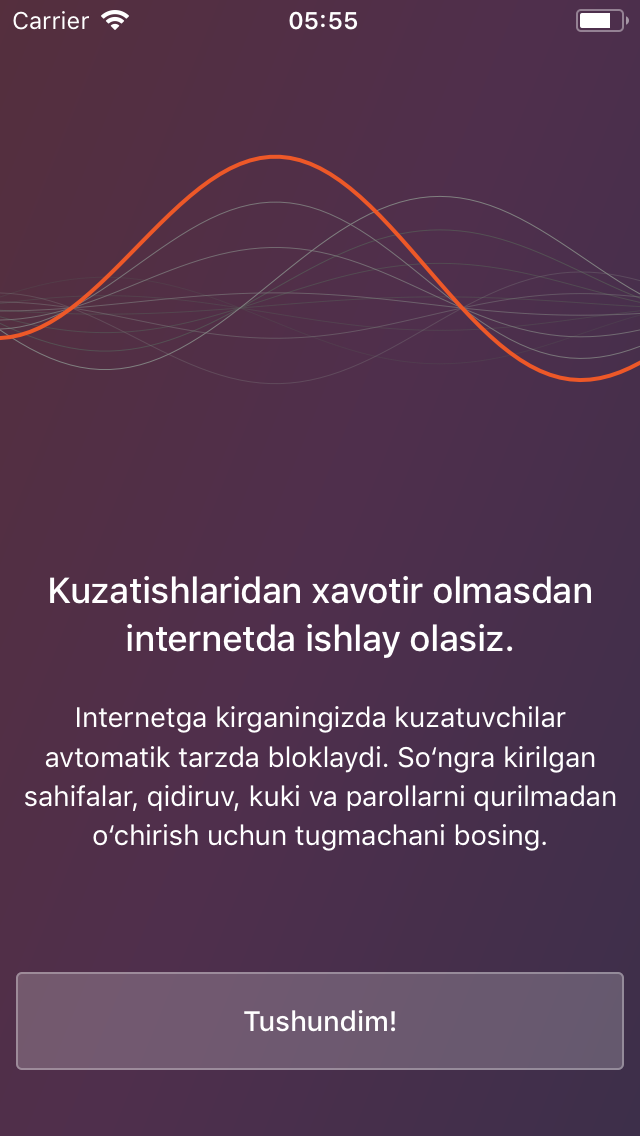 Carrier 05:55
Kuzatishlaridan xavotir olmasdan
internetda ishlay olasiz.
Internetga kirganingizda kuzatuvchilar
avtomatik tarzda bloklaydi. Soʻngra kirilgan
sahifalar, qidiruv, kuki va parollarni qurilmadan
oʻchirish uchun tugmachani bosing.
Tushundim!